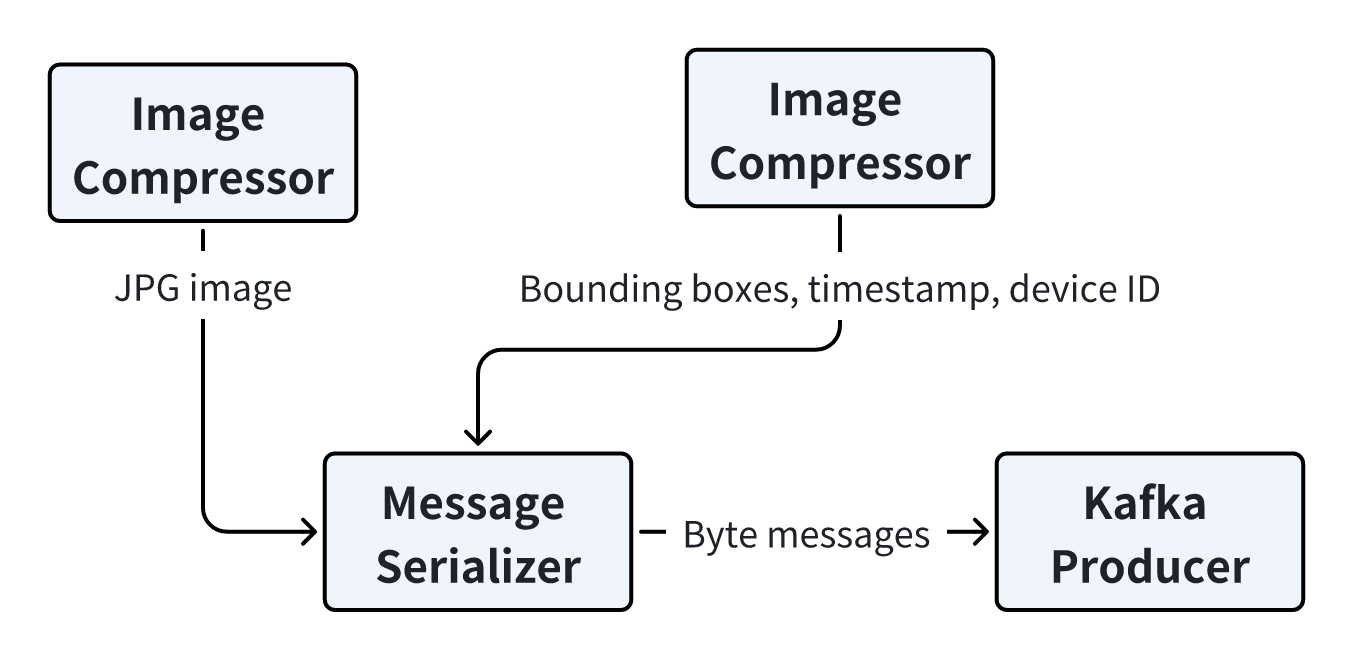 Image
Compressor
Image
Compressor
JPG image
Bounding boxes, timestamp, device ID
Message
Serializer
Byte messages
Kafka
Producer